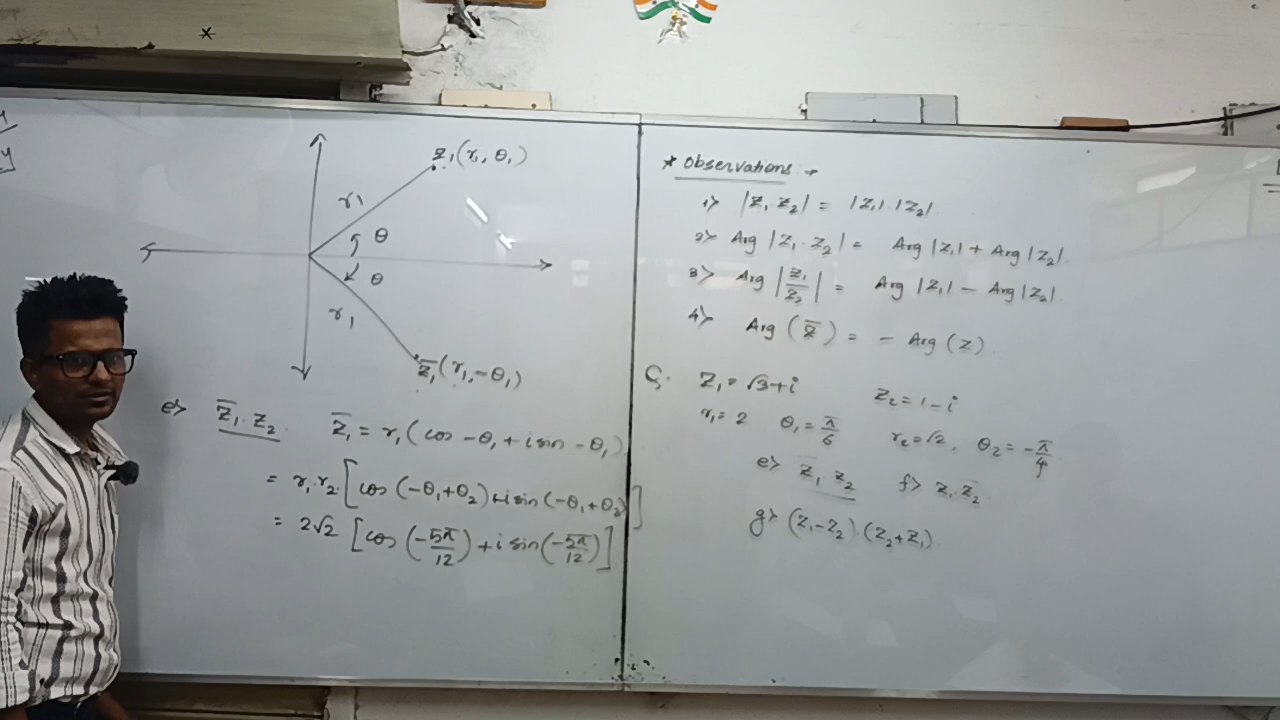 z₁(r₁, θ₁)
r₁
θ
θ
r₁
z̄₁(r₁, -θ₁)
e> z̄₁. z₂ z̄₁ = r₁(cos -θ₁ + i sin -θ₁)
= r₁.r₂ [cos (-θ₁+θ₂)+i sin (-θ₁+θ₂)]
= 2√2 [cos (-5π/12) + i sin (-5π/12)]
* Observations :-
1> |z₁ z₂| = |z₁|.|z₂|
2> Arg |z₁. z₂| = Arg |z₁| + Arg |z₂|.
3> Arg |z₁/z₂| = Arg |z₁| - Arg |z₂|.
4> Arg (z̄) = - Arg (z)
Q. z₁ = √3+i z₂ = 1-i
r₁ = 2 θ₁ = π/6 r₂ = √2, θ₂ = -π/4
e> z̄₁ z₂ f> z₁ z̄₂
g> (z₁-z₂).(z₂+z₁)